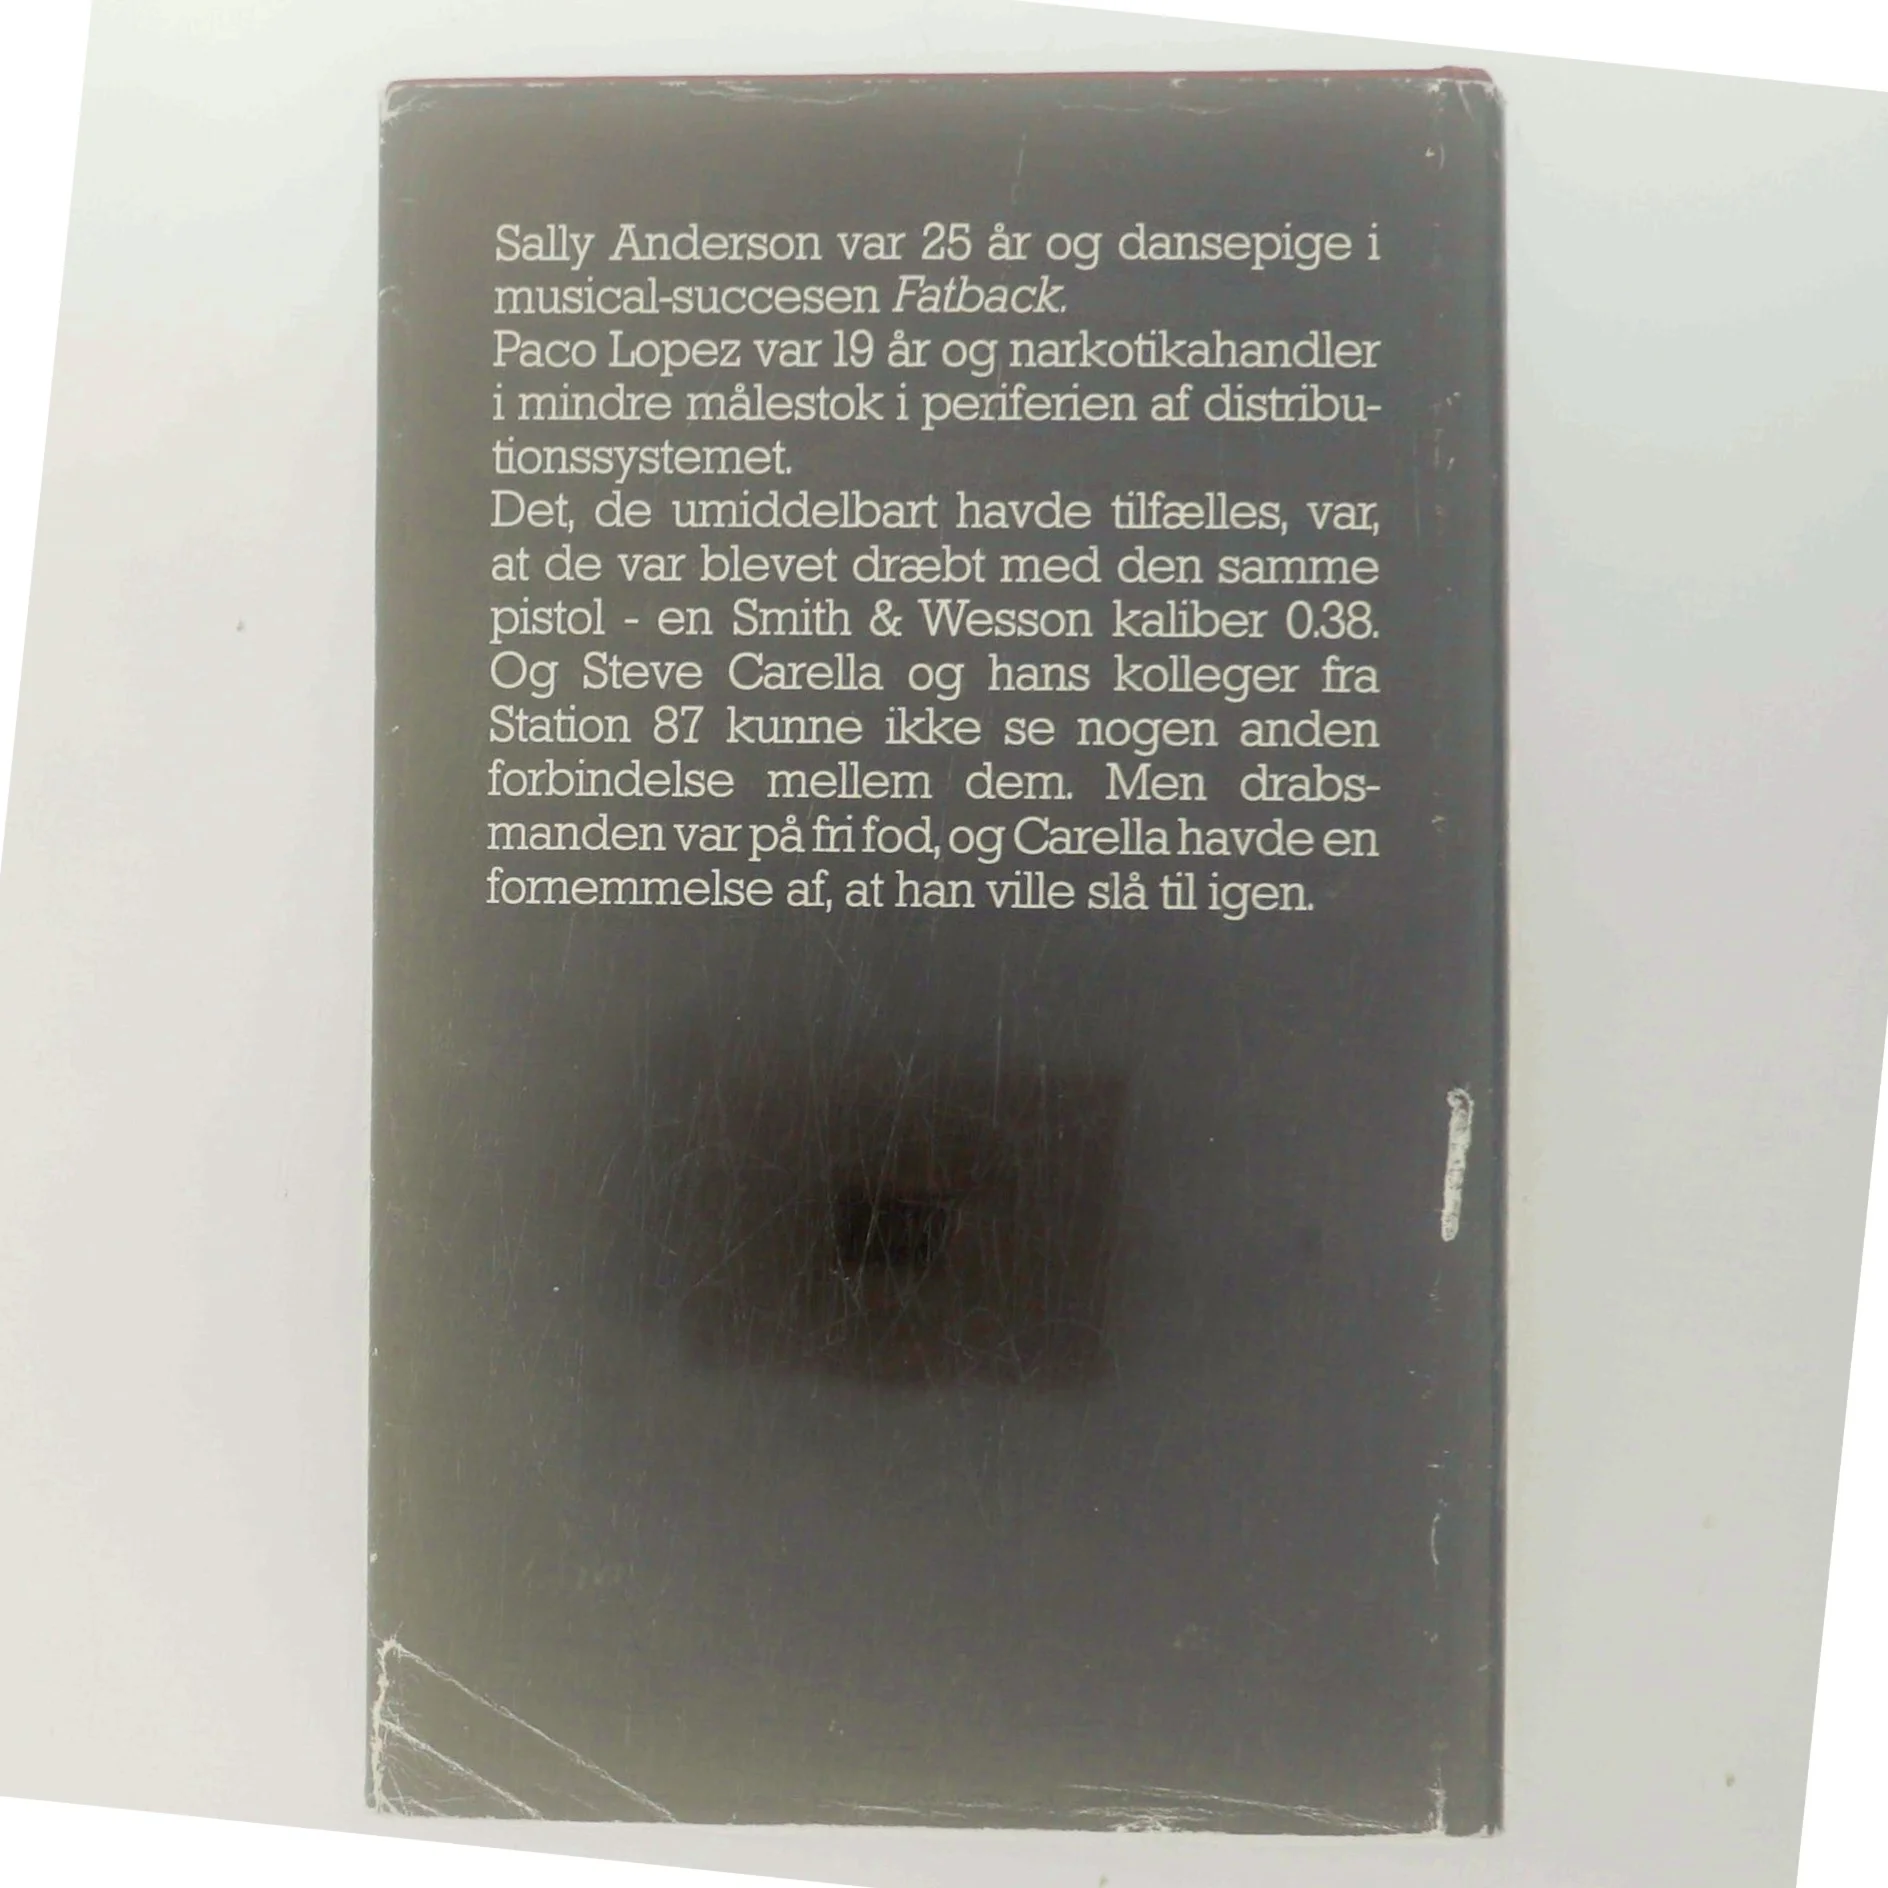 Sally Anderson var 25 år og dansepige i
musical-succesen Fatback.
Paco Lopez var 19 år og narkotikahandler
i mindre målestok i periferien af distribu-
tionssystemet.
Det, de umiddelbart havde tilfælles, var,
at de var blevet dræbt med den samme
pistol - en Smith & Wesson kaliber 0.38.
Og Steve Carella og hans kolleger fra
Station 87 kunne ikke se nogen anden
forbindelse mellem dem. Men drabs-
manden var på fri fod, og Carella havde en
fornemmelse af, at han ville slå til igen.